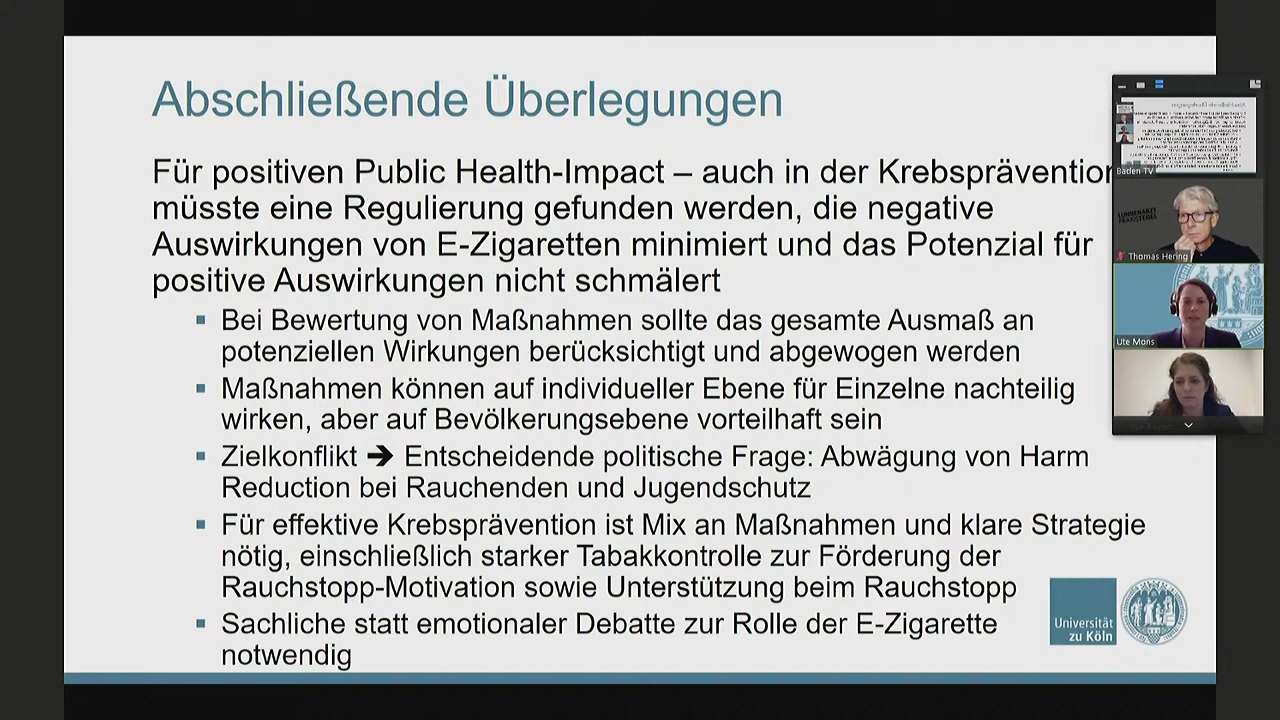 Abschließende Überlegungen
Für positiven Public Health-Impact – auch in der Krebsprävention
müsste eine Regulierung gefunden werden, die negative
Auswirkungen von E-Zigaretten minimiert und das Potenzial für
positive Auswirkungen nicht schmälert
Bei Bewertung von Maßnahmen sollte das gesamte Ausmaß an
potenziellen Wirkungen berücksichtigt und abgewogen werden
Maßnahmen können auf individueller Ebene für Einzelne nachteilig
wirken, aber auf Bevölkerungsebene vorteilhaft sein
Zielkonflikt ➔ Entscheidende politische Frage: Abwägung von Harm
Reduction bei Rauchenden und Jugendschutz
Für effektive Krebsprävention ist Mix an Maßnahmen und klare Strategie
nötig, einschließlich starker Tabakkontrolle zur Förderung der
Rauchstopp-Motivation sowie Unterstützung beim Rauchstopp
Sachliche statt emotionaler Debatte zur Rolle der E-Zigarette
notwendig
Universität
zu Köln
Baden TV
LUNGENARZT
PRAXISTEGEL
Thomas Hering
Ute Mons